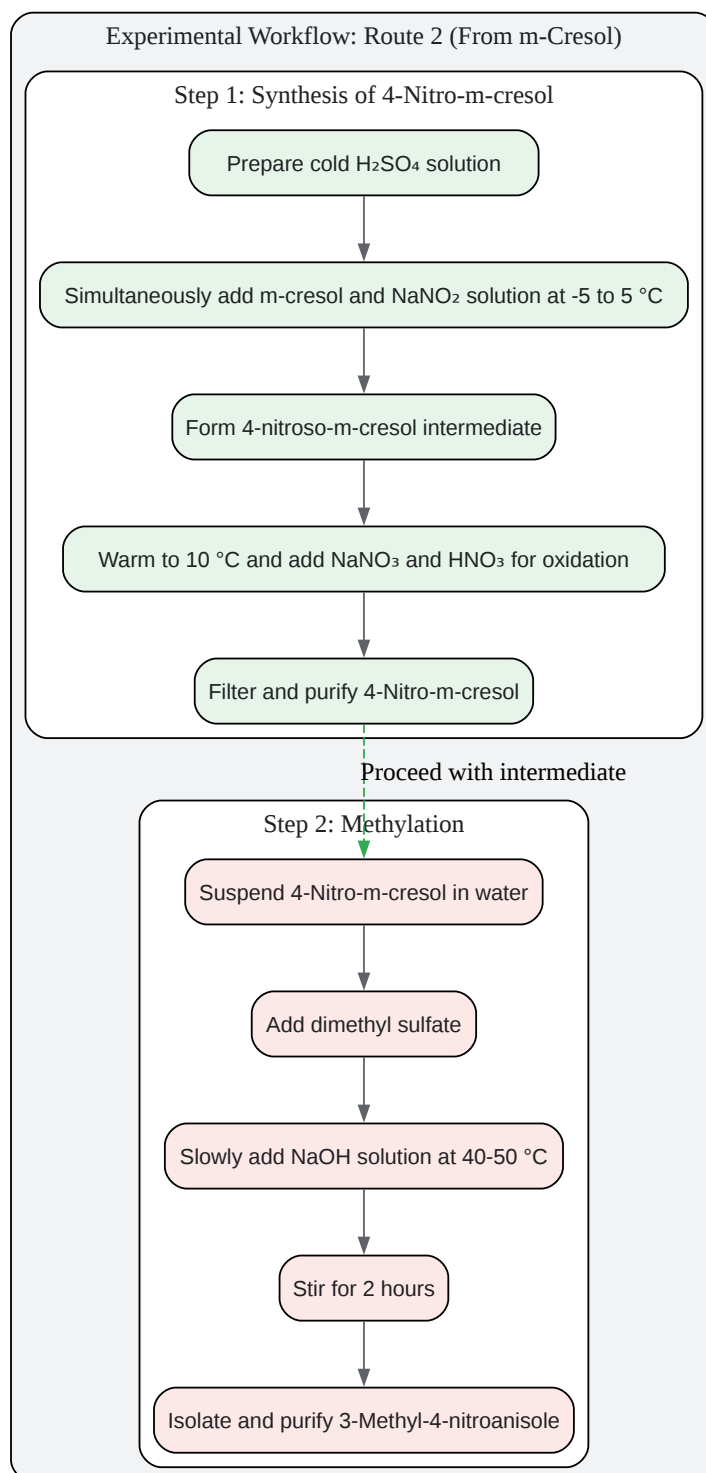 Experimental Workflow: Route 2 (From m-Cresol)
Step 1: Synthesis of 4-Nitro-m-cresol
Prepare cold H₂SO₄ solution
Simultaneously add m-cresol and NaNO₂ solution at -5 to 5 °C
Form 4-nitroso-m-cresol intermediate
Warm to 10 °C and add NaNO₃ and HNO₃ for oxidation
Filter and purify 4-Nitro-m-cresol
Proceed with intermediate
Step 2: Methylation
Suspend 4-Nitro-m-cresol in water
Add dimethyl sulfate
Slowly add NaOH solution at 40-50 °C
Stir for 2 hours
Isolate and purify 3-Methyl-4-nitroanisole